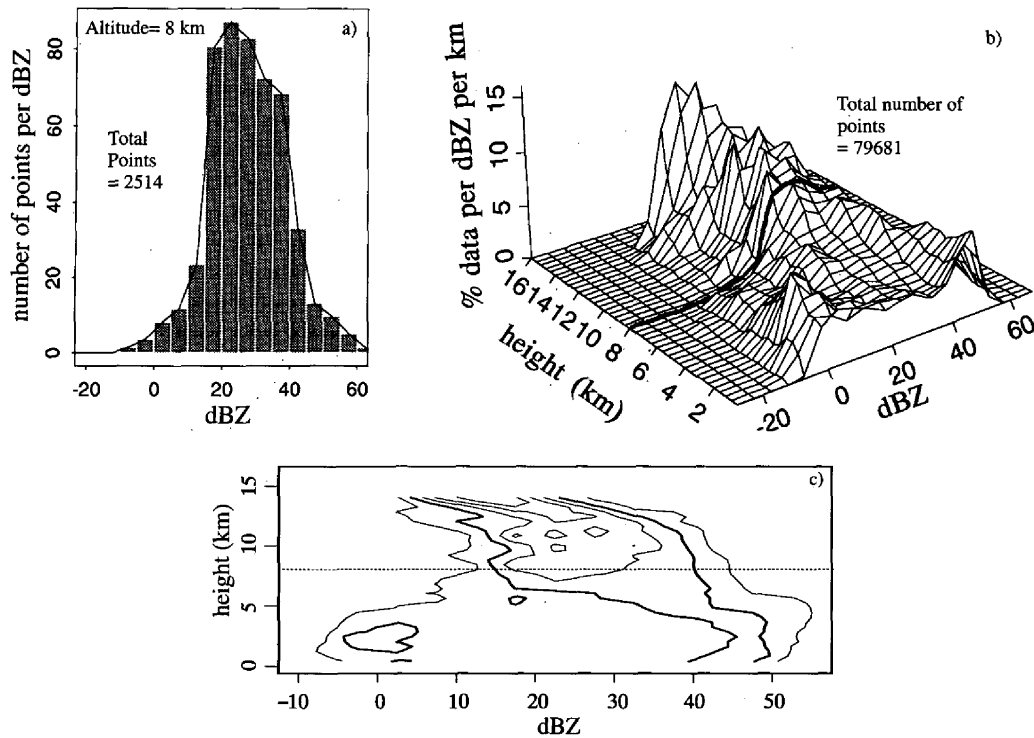 Altitude= 8 km
a)
number of points per dBZ
80
60
40
20
0
Total
Points
= 2514
-20
0
20
40
60
dBZ
b)
% data per dBZ per km
15
10
5
0
Total number of
points
= 79681
16
14
12
10
8
6
4
2
height (km)
-20
0
20
40
60
dBZ
c)
height (km)
15
10
5
0
-10
0
10
20
30
40
50
dBZ